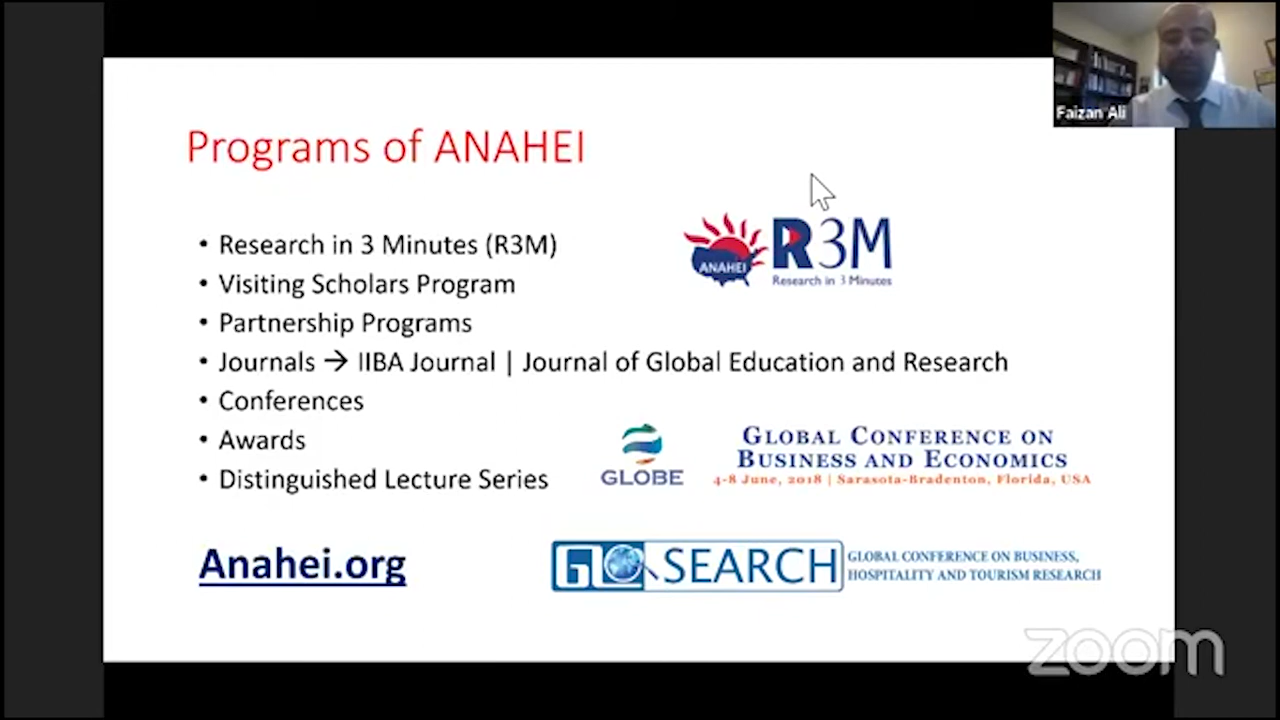 Faizan Ali
Programs of ANAHEI
• Research in 3 Minutes (R3M)
• Visiting Scholars Program
• Partnership Programs
• Journals → IIBA Journal | Journal of Global Education and Research
• Conferences
• Awards
• Distinguished Lecture Series
Anahei.org
ANAHEI
R3M
Research in 3 Minutes
GLOBE
GLOBAL CONFERENCE ON
BUSINESS AND ECONOMICS
4-8 June, 2018 | Sarasota-Bradenton, Florida, USA
GLOSEARCH
GLOBAL CONFERENCE ON BUSINESS,
HOSPITALITY AND TOURISM RESEARCH
zoom